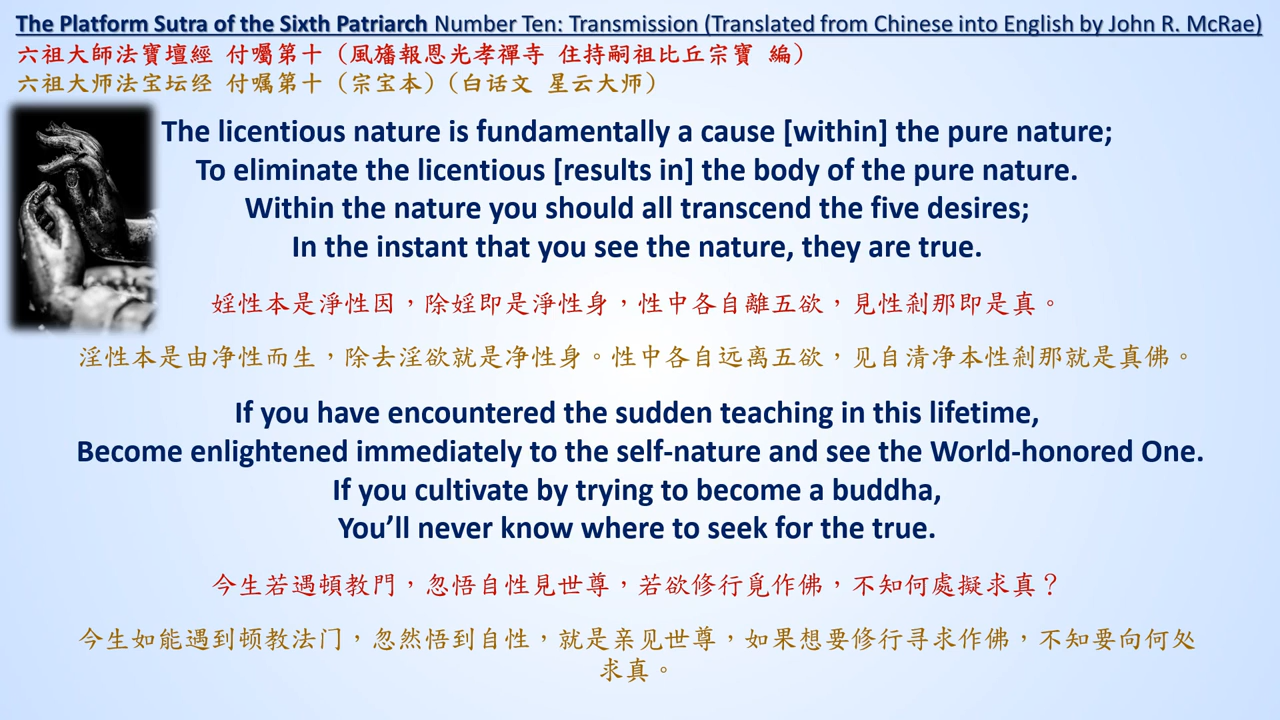 The Platform Sutra of the Sixth Patriarch Number Ten: Transmission (Translated from Chinese into English by John R. McRae)
六祖大師法寶壇經 付囑第十（風旛報恩光孝禪寺 住持嗣祖比丘宗寶 編）
六祖大师法宝坛经 付嘱第十（宗宝本）(白话文 星云大师）
The licentious nature is fundamentally a cause [within] the pure nature;
To eliminate the licentious [results in] the body of the pure nature.
Within the nature you should all transcend the five desires;
In the instant that you see the nature, they are true.
婬性本是淨性因，除婬即是淨性身，性中各自離五欲，見性剎那即是真。
淫性本是由净性而生，除去淫欲就是净性身。性中各自远离五欲，见自清净本性剎那就是真佛。
If you have encountered the sudden teaching in this lifetime,
Become enlightened immediately to the self-nature and see the World-honored One.
If you cultivate by trying to become a buddha,
You’ll never know where to seek for the true.
今生若遇頓教門，忽悟自性見世尊，若欲修行覓作佛，不知何處擬求真？
今生如能遇到顿教法门，忽然悟到自性，就是亲见世尊，如果想要修行寻求作佛，不知要向何处
求真。